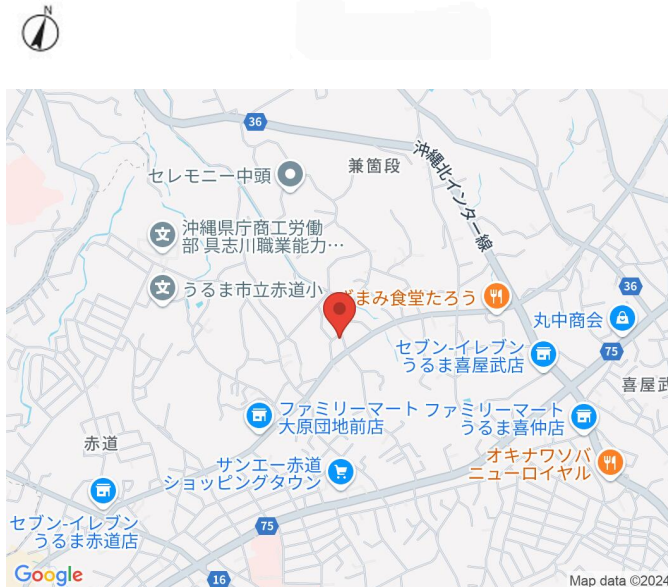 36
沖縄北インター線
兼箇段
セレモニー中頭
沖縄県庁商工労働
部 具志川職業能力…
うるま市立赤道小
ざまみ食堂たろう
36
丸中商会
セブン-イレブン
うるま喜屋武店
75
喜屋武
ファミリーマート
大原団地前店
ファミリーマート
うるま喜仲店
赤道
サンエー赤道
ショッピングタウン
オキナワソバ
ニューロイヤル
セブン-イレブン
うるま赤道店
75
16
Google
Map data ©2024